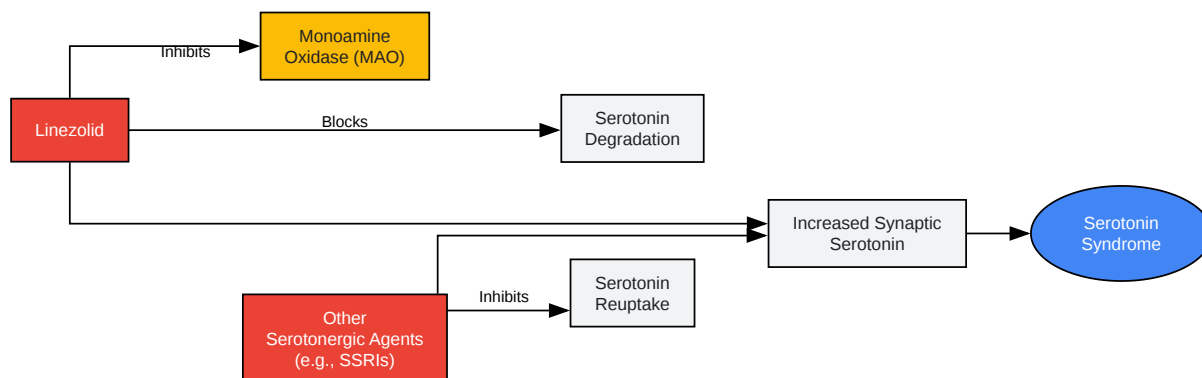 Monoamine
Oxidase (MAO)
Inhibits
Linezolid
Blocks
Serotonin
Degradation
Increased Synaptic
Serotonin
Serotonin
Syndrome
Inhibits
Serotonin
Reuptake
Other
Serotonergic Agents
(e.g., SSRIs)